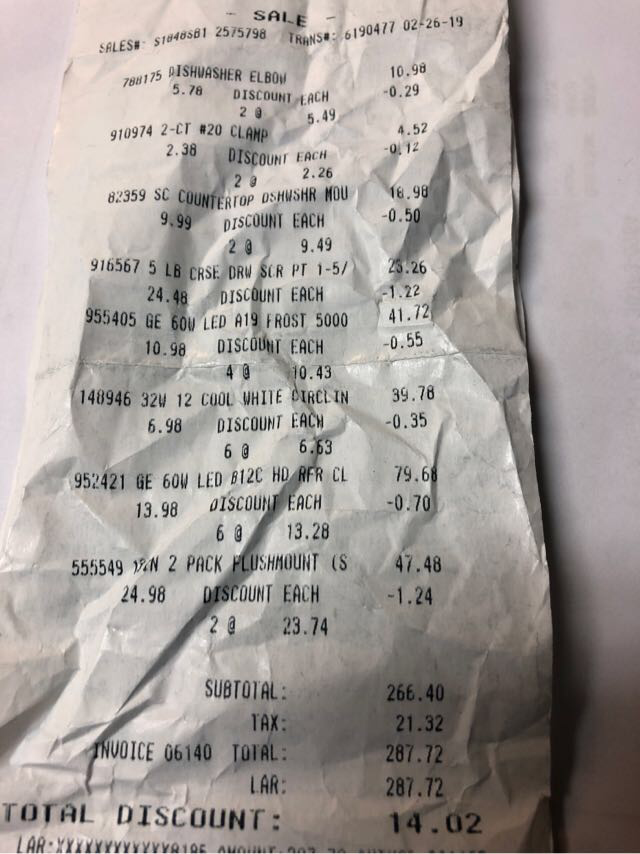 - SALE -
SALES#: S1848SB1 2575798 TRANS#: 6190477 02-26-19
788175 DISHWASHER ELBOW 10.98
5.78 DISCOUNT EACH -0.29
2 @ 5.49
910974 2-CT #20 CLAMP 4.52
2.38 DISCOUNT EACH -0.12
2 @ 2.26
82359 SC COUNTERTOP DSHWSHR MOU 18.98
9.99 DISCOUNT EACH -0.50
2 @ 9.49
916567 5 LB CRSE DRW SCR PT 1-5/ 23.26
24.48 DISCOUNT EACH -1.22
955405 GE 60W LED A19 FROST 5000 41.72
10.98 DISCOUNT EACH -0.55
4 @ 10.43
148946 32W 12 COOL WHITE CIRCLIN 39.78
6.98 DISCOUNT EACH -0.35
6 @ 6.63
952421 GE 60W LED B12C HD RFR CL 79.68
13.98 DISCOUNT EACH -0.70
6 @ 13.28
555549 2 PACK FLUSHMOUNT (S 47.48
24.98 DISCOUNT EACH -1.24
2 @ 23.74
SUBTOTAL: 266.40
TAX: 21.32
INVOICE 06140 TOTAL: 287.72
LAR: 287.72
TOTAL DISCOUNT: 14.02